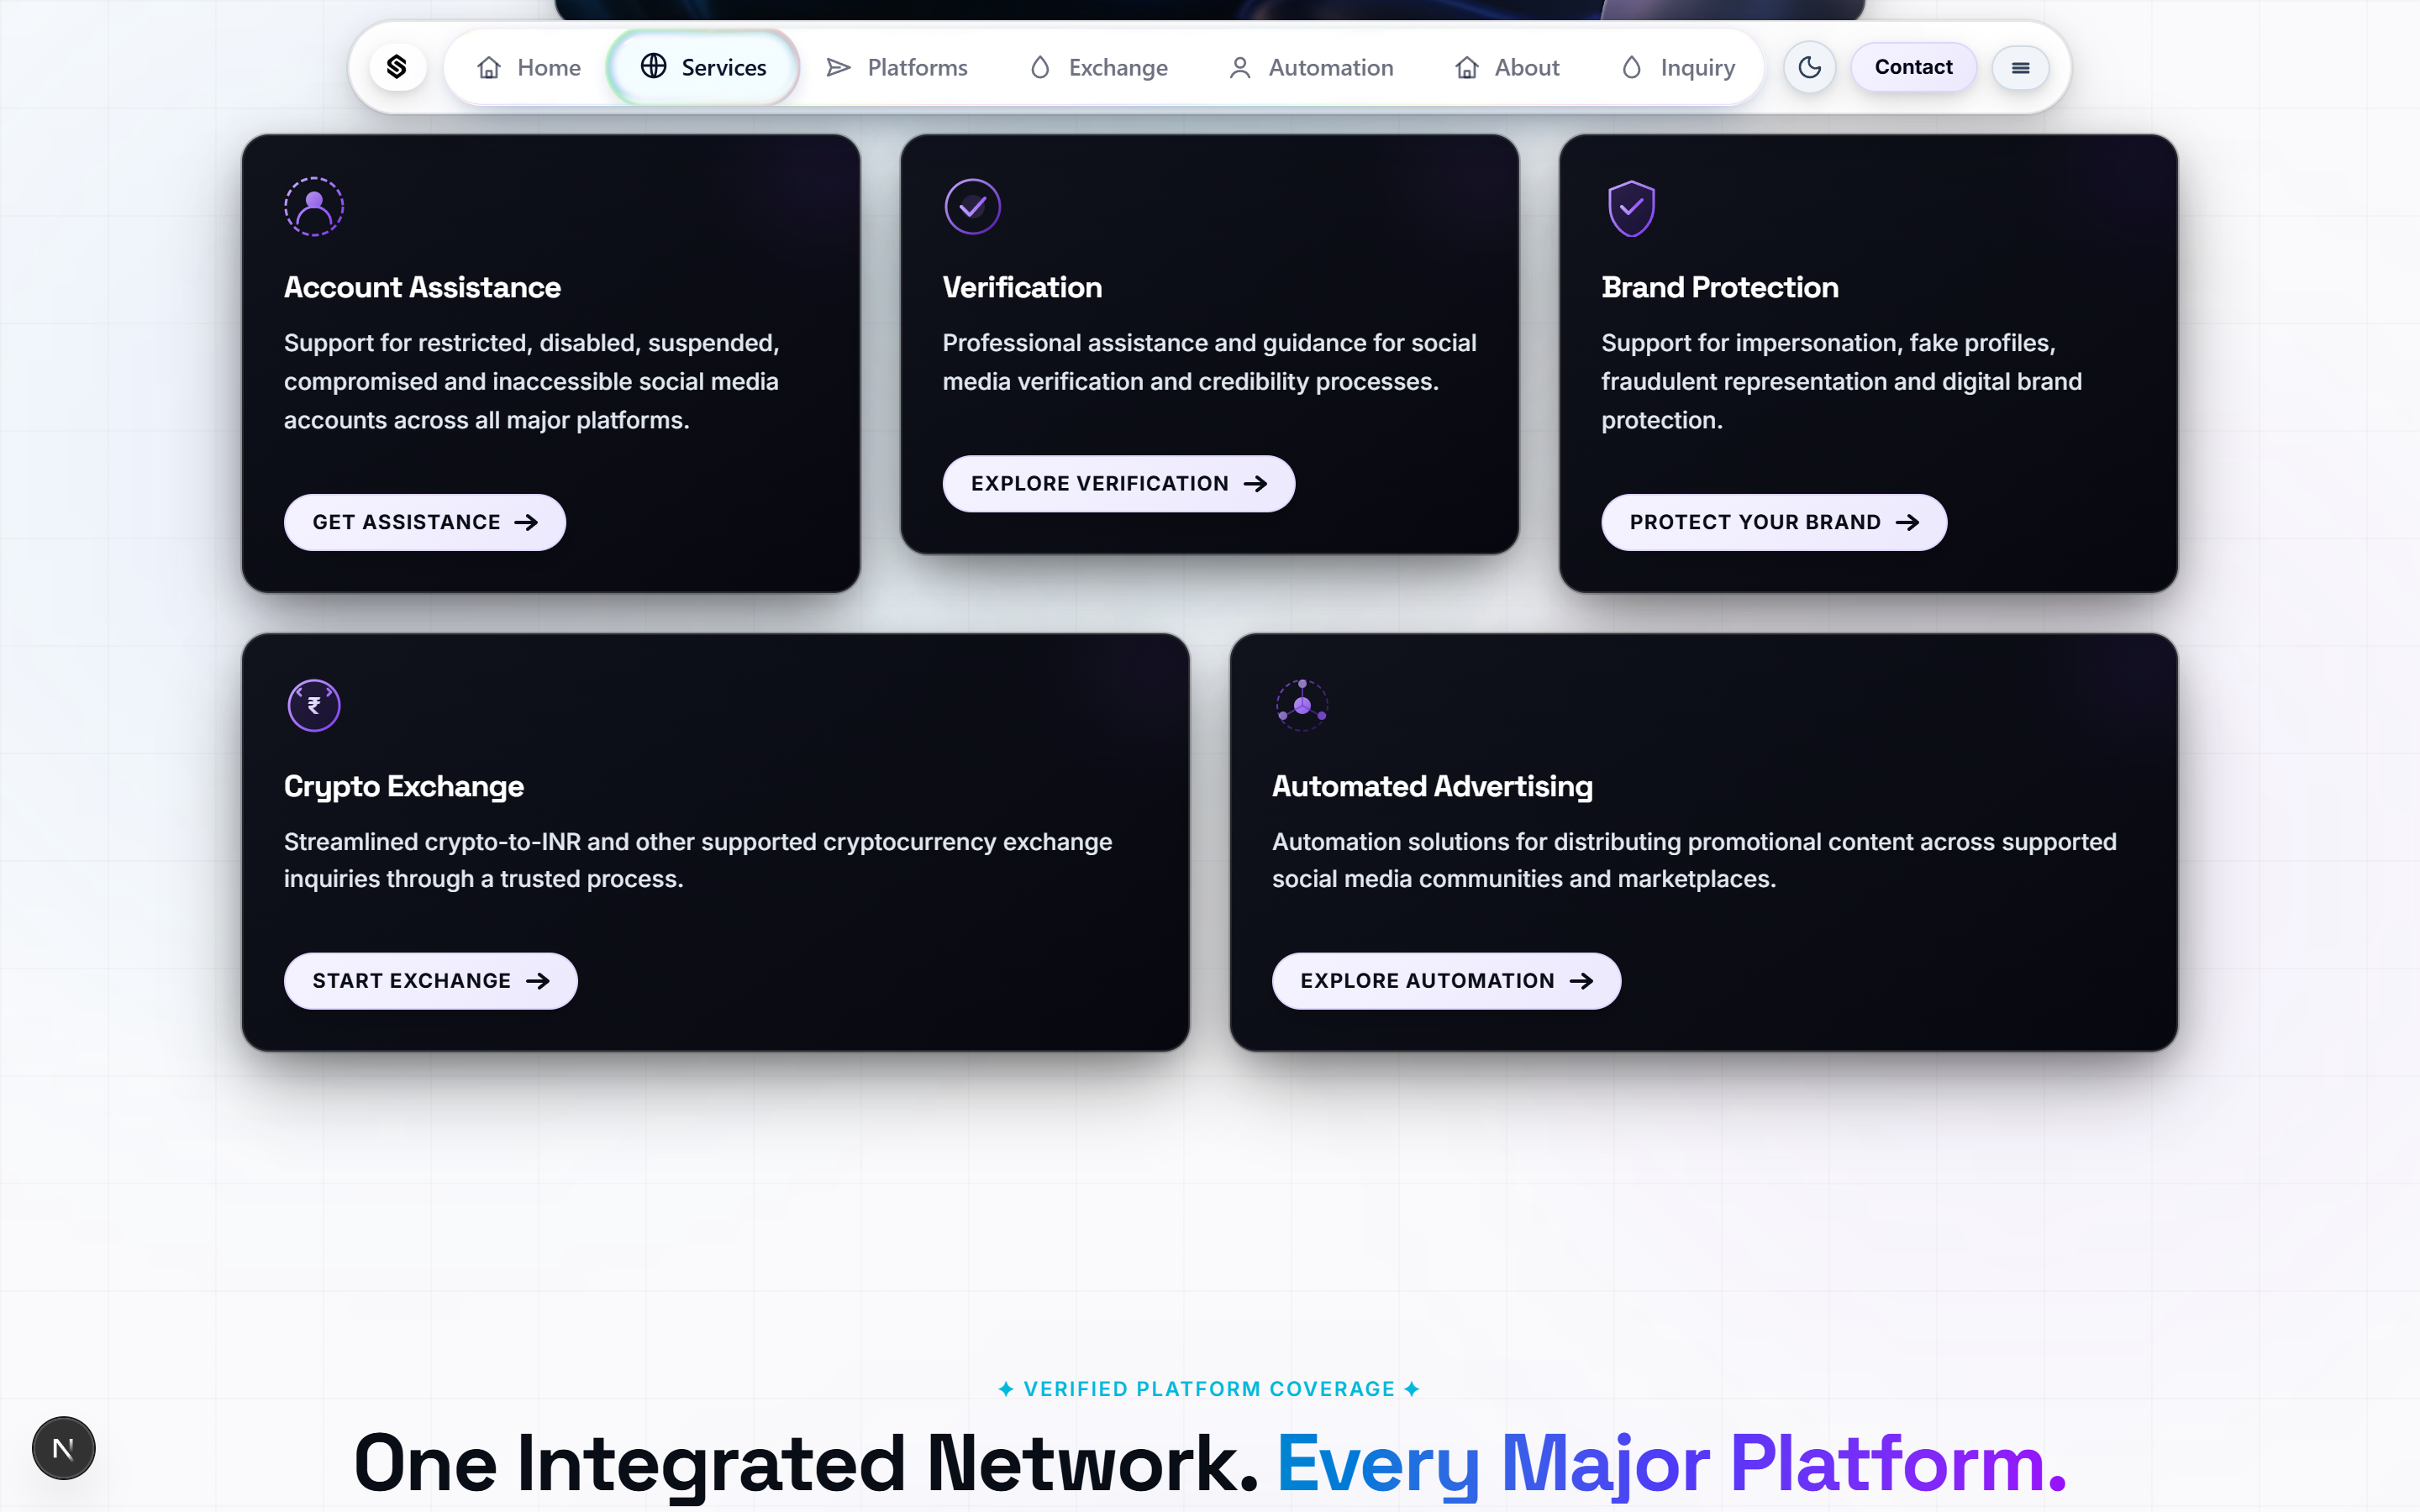 Home
Services
Platforms
Exchange
Automation
About
Inquiry
Contact
Account Assistance
Support for restricted, disabled, suspended,
compromised and inaccessible social media
accounts across all major platforms.
GET ASSISTANCE →
Verification
Professional assistance and guidance for social
media verification and credibility processes.
EXPLORE VERIFICATION →
Brand Protection
Support for impersonation, fake profiles,
fraudulent representation and digital brand
protection.
PROTECT YOUR BRAND →
₹
Crypto Exchange
Streamlined crypto-to-INR and other supported cryptocurrency exchange
inquiries through a trusted process.
START EXCHANGE →
Automated Advertising
Automation solutions for distributing promotional content across supported
social media communities and marketplaces.
EXPLORE AUTOMATION →
✦ VERIFIED PLATFORM COVERAGE ✦
One Integrated Network. Every Major Platform.
N